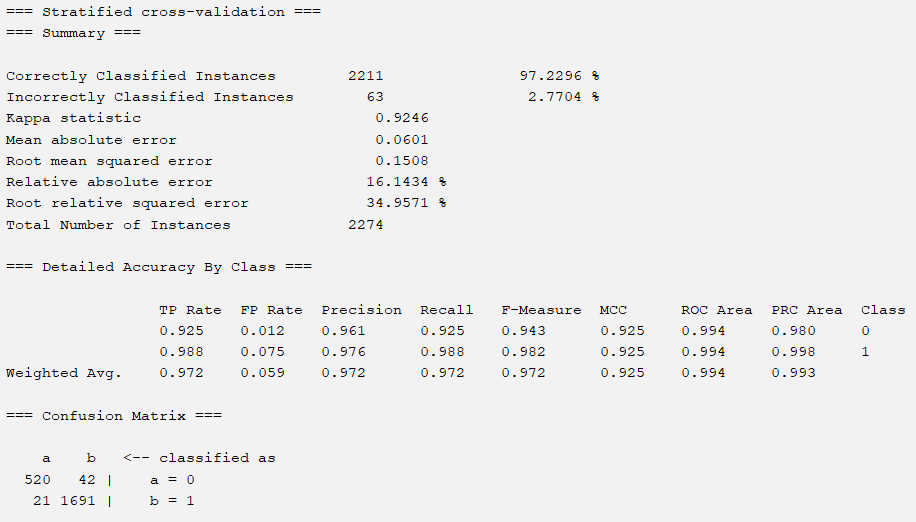 === Stratified cross-validation ===
=== Summary ===
Correctly Classified Instances 2211 97.2296 %
Incorrectly Classified Instances 63 2.7704 %
Kappa statistic 0.9246
Mean absolute error 0.0601
Root mean squared error 0.1508
Relative absolute error 16.1434 %
Root relative squared error 34.9571 %
Total Number of Instances 2274
=== Detailed Accuracy By Class ===
TP Rate FP Rate Precision Recall F-Measure MCC ROC Area PRC Area Class
0.925 0.012 0.961 0.925 0.943 0.925 0.994 0.980 0
0.988 0.075 0.976 0.988 0.982 0.925 0.994 0.998 1
Weighted Avg. 0.972 0.059 0.972 0.972 0.972 0.925 0.994 0.993
=== Confusion Matrix ===
a b <-- classified as
520 42 | a = 0
21 1691 | b = 1